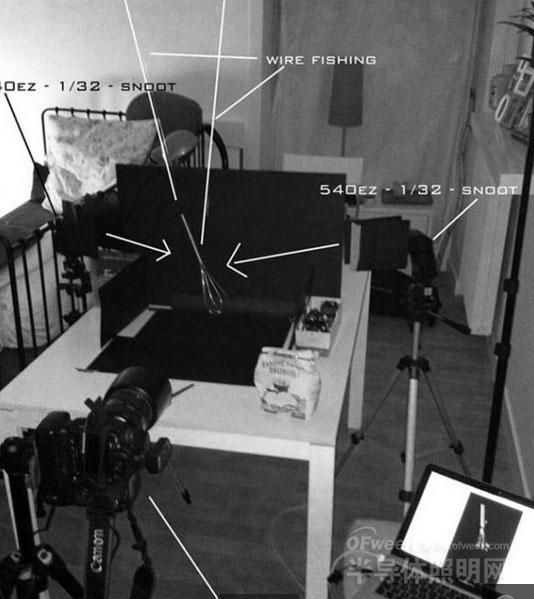 WIRE FISHING
40EZ - 1/32 - SNOOT
540EZ - 1/32 - SNOOT
Canon
OFweek
半导体照明网